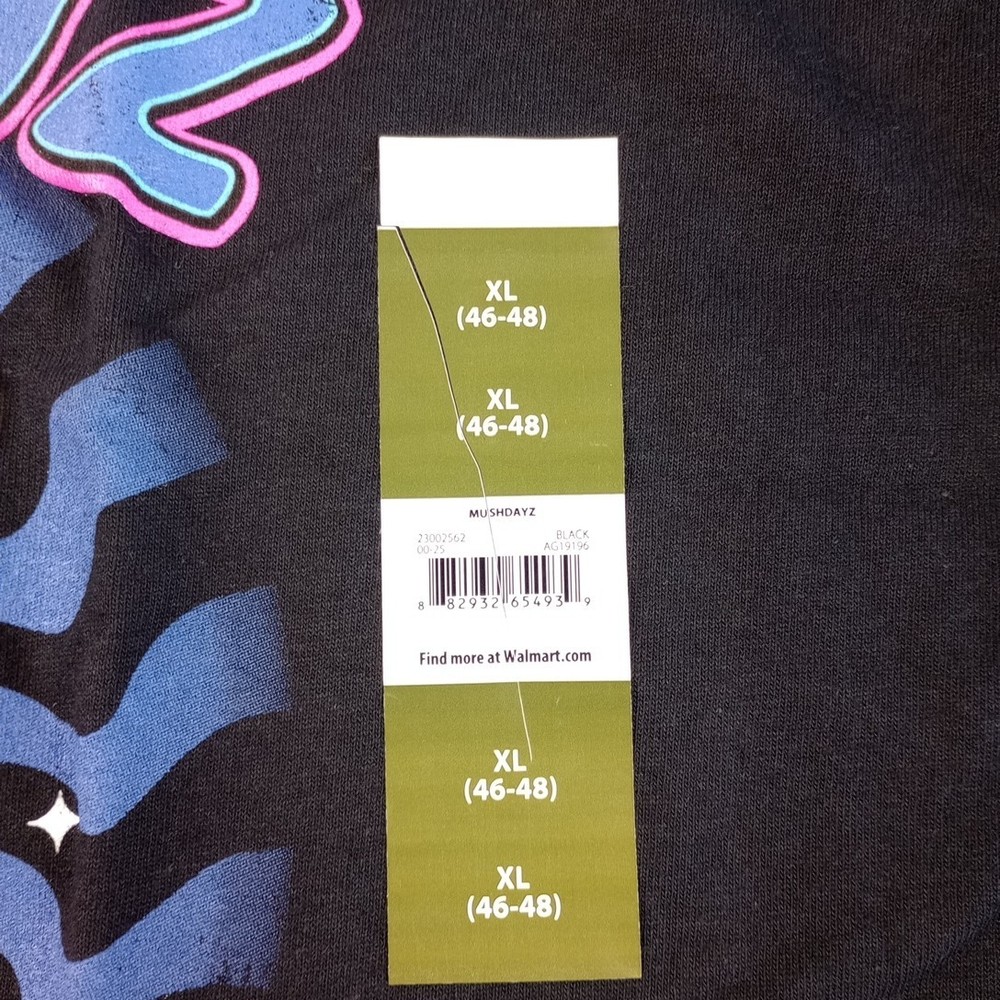 XL
(46-48)
XL
(46-48)
MUSHDAYZ
23002562 BLACK
00-25 AG19196
8 82932 65493 9
Find more at Walmart.com
XL
(46-48)
XL
(46-48)